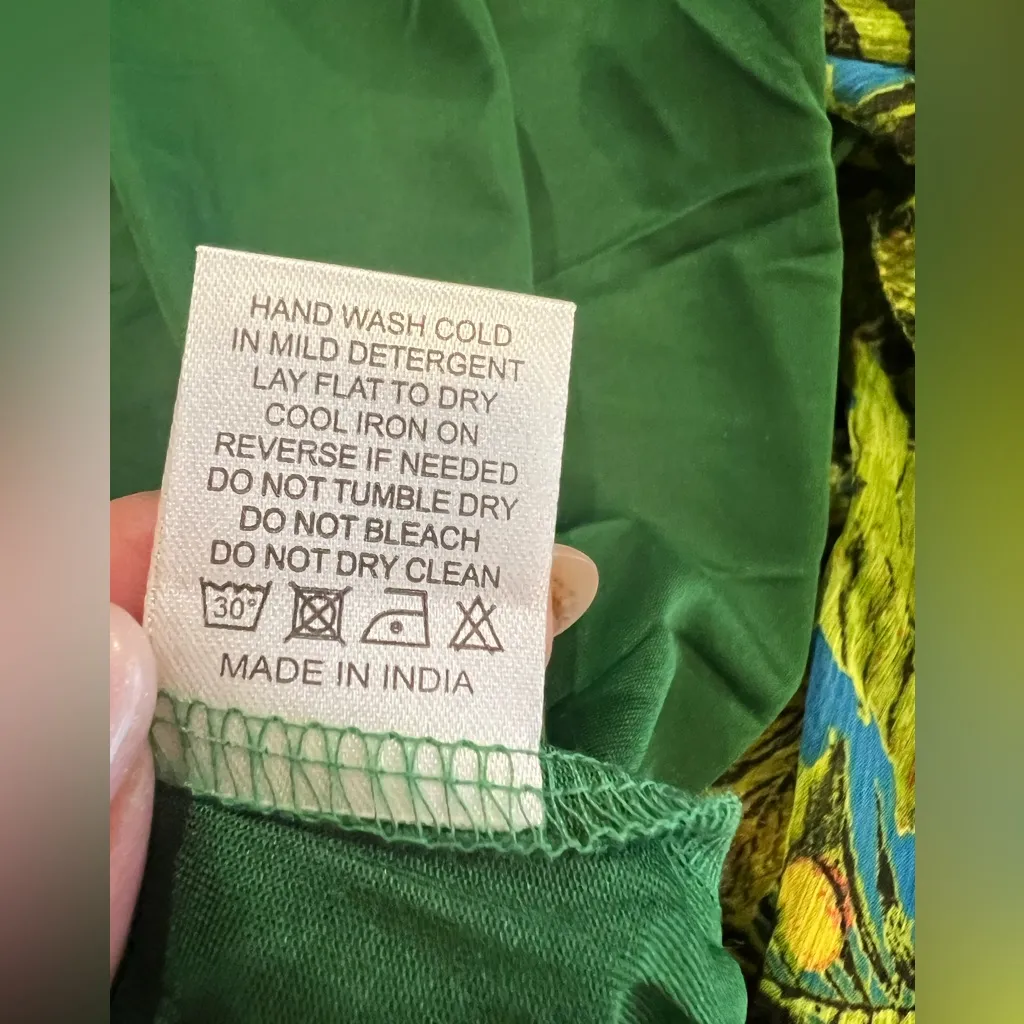 HAND WASH COLD
IN MILD DETERGENT
LAY FLAT TO DRY
COOL IRON ON
REVERSE IF NEEDED
DO NOT TUMBLE DRY
DO NOT BLEACH
DO NOT DRY CLEAN
30°
MADE IN INDIA